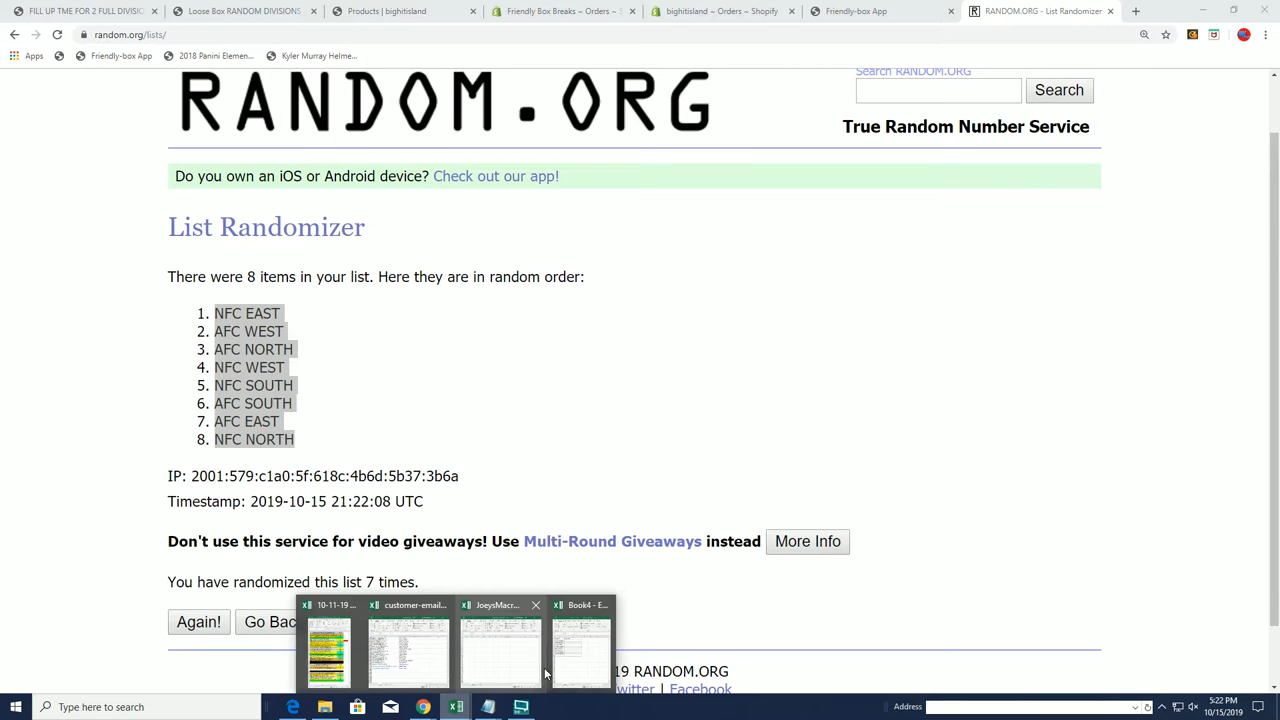 FILL UP TME FOR 2 FULL DIVISI
Loose Box RANDOM DIVISIONS
Products | bighitisland
Friendly Box Breaks ~ Orders ~ S
bighitisland ~ Orders ~ Shopify
Friendly-box App
RANDOM.ORG - List Randomizer
random.org/lists/
Apps
Friendly-box App
2018 Panini Elemen...
Kyler Murray Helme...
RANDOM.ORG
Search RANDOM.ORG
Search
True Random Number Service
Do you own an iOS or Android device? Check out our app!
List Randomizer
There were 8 items in your list. Here they are in random order:
1. NFC EAST
2. AFC WEST
3. AFC NORTH
4. NFC WEST
5. NFC SOUTH
6. AFC SOUTH
7. AFC EAST
8. NFC NORTH
IP: 2001:579:c1a0:5f:618c:4b6d:5b37:3b6a
Timestamp: 2019-10-15 21:22:08 UTC
Don't use this service for video giveaways! Use Multi-Round Giveaways instead More Info
You have randomized this list 7 times.
10-11-19 ...
customer-email...
JoeysMacr...
Book4 - E...
Again!
Go Bac
19 RANDOM.ORG
witter | Facebook
Type here to search
Address
5:22 PM
10/15/2019